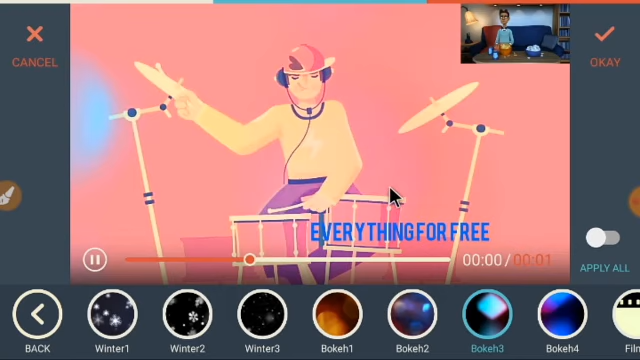 CANCEL
OKAY
EVERYTHING FOR FREE
00:00 / 00:01
APPLY ALL
BACK
Winter1
Winter2
Winter3
Bokeh1
Bokeh2
Bokeh3
Bokeh4
Film